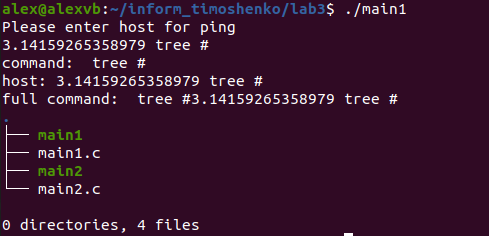 alex@alexvb:~/inform_timoshenko/lab3$ ./main1
Please enter host for ping
3.14159265358979 tree #
command:  tree #
host: 3.14159265358979 tree #
full command:  tree #3.14159265358979 tree #
.
├── main1
├── main1.c
├── main2
└── main2.c

0 directories, 4 files